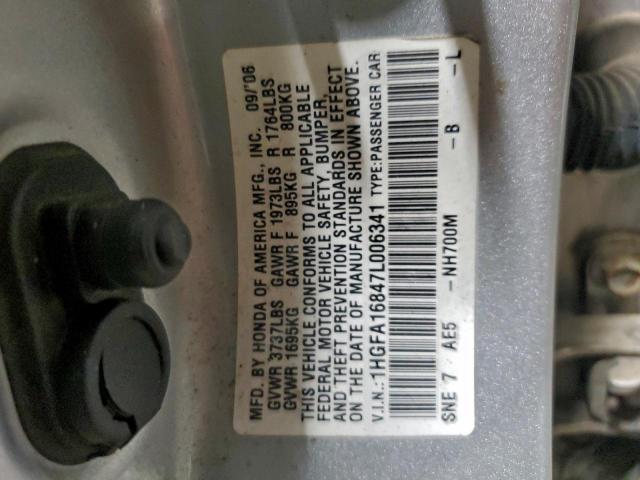 MFD. BY HONDA OF AMERICA MFG., INC. 09/'06
GVWR 3737LBS GAWR F 1973LBS R 1764LBS
GVWR 1695KG GAWR F 895KG R 800KG
THIS VEHICLE CONFORMS TO ALL APPLICABLE
FEDERAL MOTOR VEHICLE SAFETY, BUMPER,
AND THEFT PREVENTION STANDARDS IN EFFECT
ON THE DATE OF MANUFACTURE SHOWN ABOVE.
V.I.N.: 1HGFA16847L006341 TYPE:PASSENGER CAR
SNE 7 AE5 -NH700M -B -L